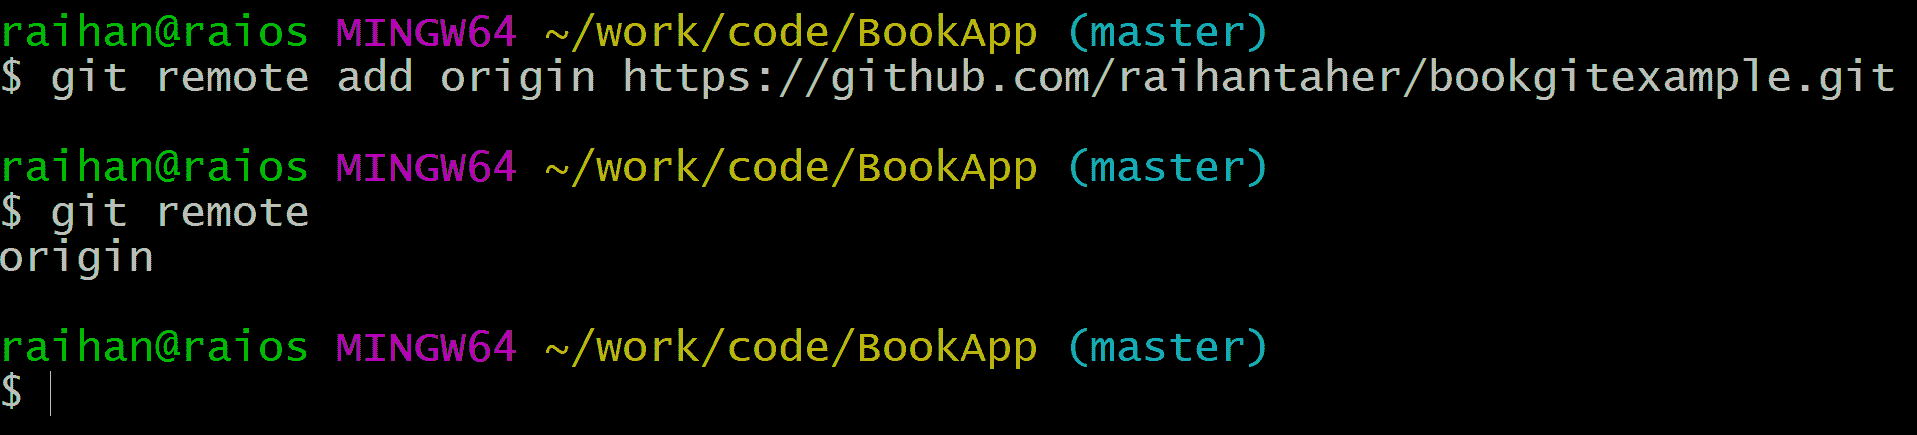 raihan@raios MINGW64 ~/work/code/BookApp (master)
$ git remote add origin https://github.com/raihantaher/bookgitexample.git
raihan@raios MINGW64 ~/work/code/BookApp (master)
$ git remote
origin
raihan@raios MINGW64 ~/work/code/BookApp (master)
$